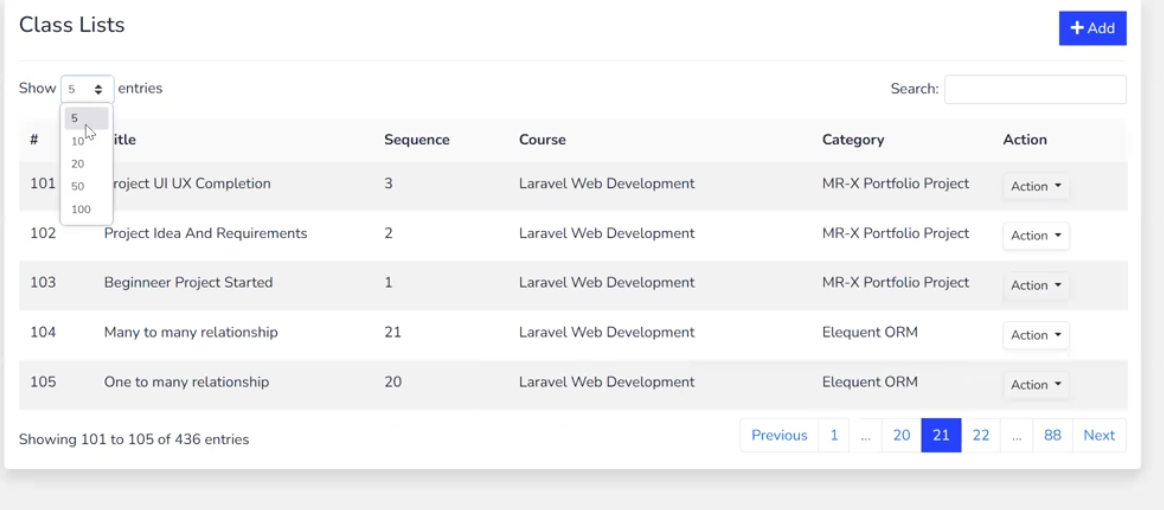 Class Lists
Add
Show 5 entries
Search:
5
10
20
50
100
# itle Sequence Course Category Action
101 roject UI UX Completion 3 Laravel Web Development MR-X Portfolio Project Action
102 Project Idea And Requirements 2 Laravel Web Development MR-X Portfolio Project Action
103 Beginneer Project Started 1 Laravel Web Development MR-X Portfolio Project Action
104 Many to many relationship 21 Laravel Web Development Elequent ORM Action
105 One to many relationship 20 Laravel Web Development Elequent ORM Action
Showing 101 to 105 of 436 entries
Previous 1 ... 20 21 22 ... 88 Next